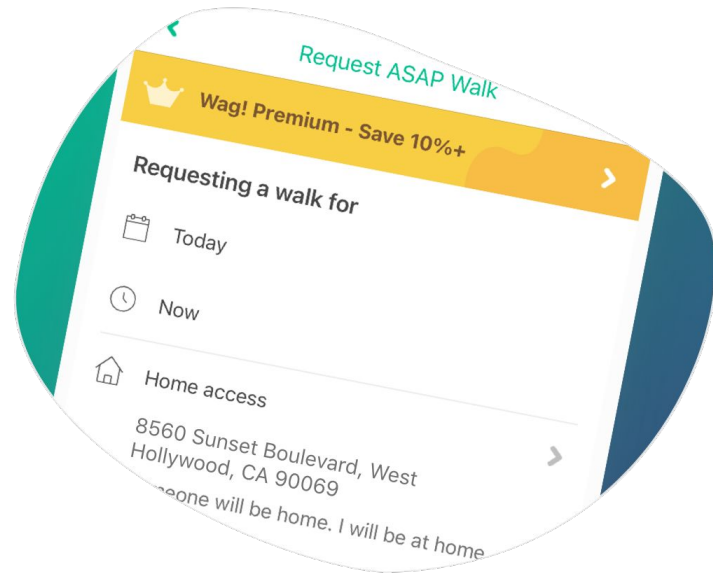 Request ASAP Walk
Wag! Premium - Save 10%+
Requesting a walk for
Today
Now
Home access
8560 Sunset Boulevard, West
Hollywood, CA 90069
will be home. I will be at home